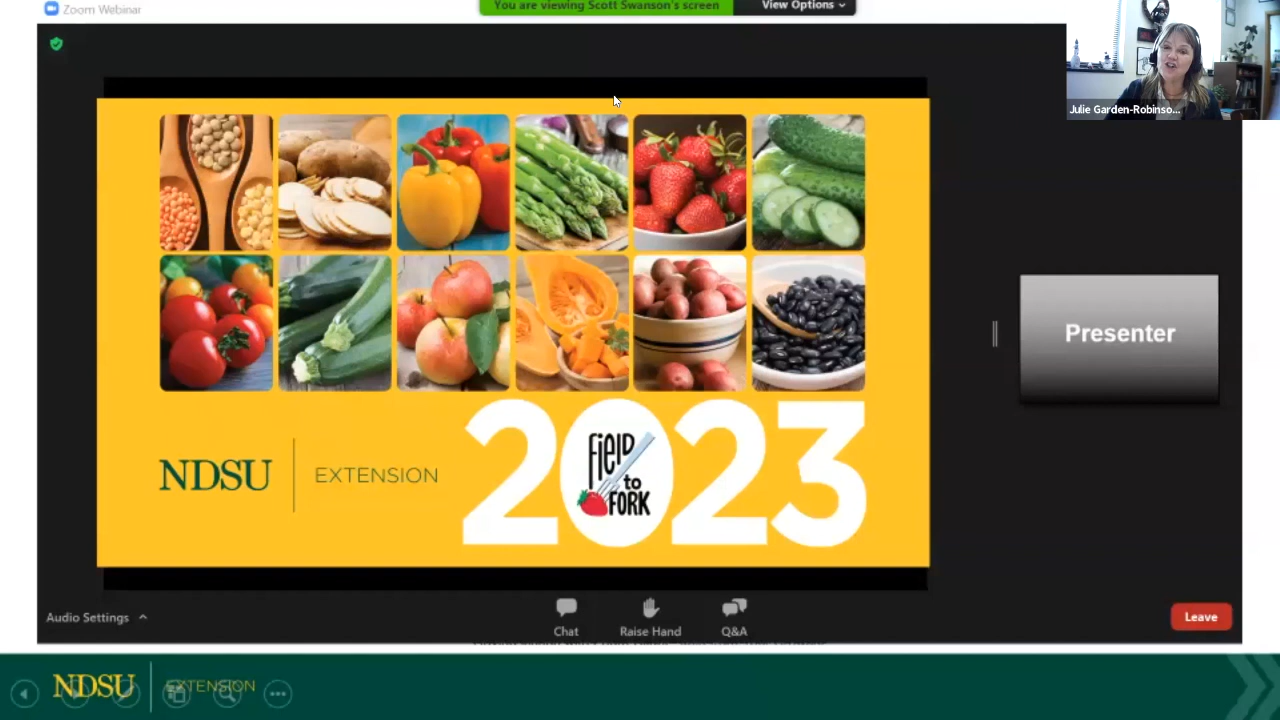 Zoom Webinar
You are viewing Scott Swanson's screen
View Options
Julie Garden-Robinso...
Presenter
NDSU
EXTENSION
2023
Field
to
FORK
Audio Settings
Chat
Raise Hand
Q&A
Leave
NDSU
EXTENSION